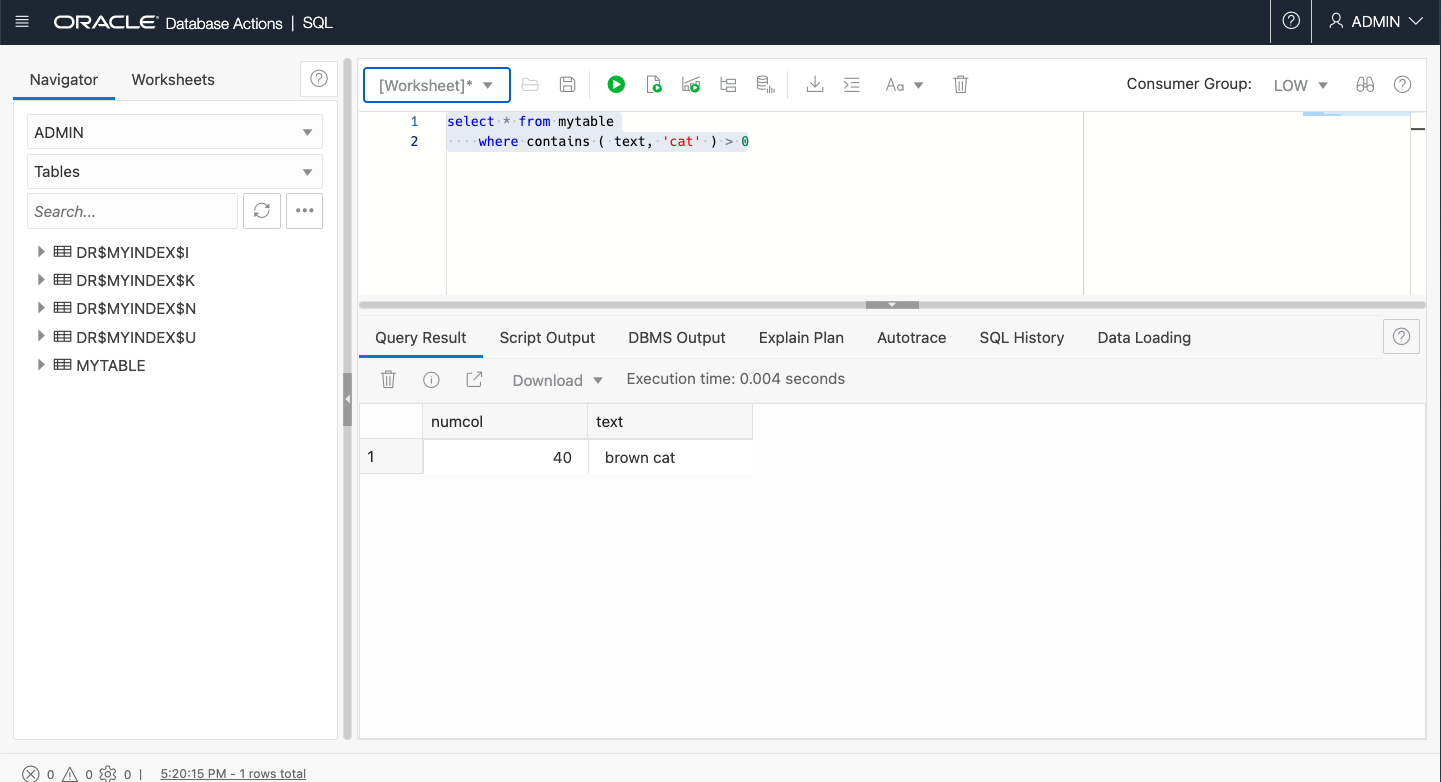 ORACLE Database Actions | SQL
ADMIN
Navigator
Worksheets
ADMIN
Tables
Search...
DR$MYINDEX$I
DR$MYINDEX$K
DR$MYINDEX$N
DR$MYINDEX$U
MYTABLE
[Worksheet]*
Aa
Consumer Group: LOW
1 select * from mytable
2 where contains ( text, 'cat' ) > 0
Query Result
Script Output
DBMS Output
Explain Plan
Autotrace
SQL History
Data Loading
Download
Execution time: 0.004 seconds
numcol text
1 40 brown cat
0 0 0 | 5:20:15 PM - 1 rows total